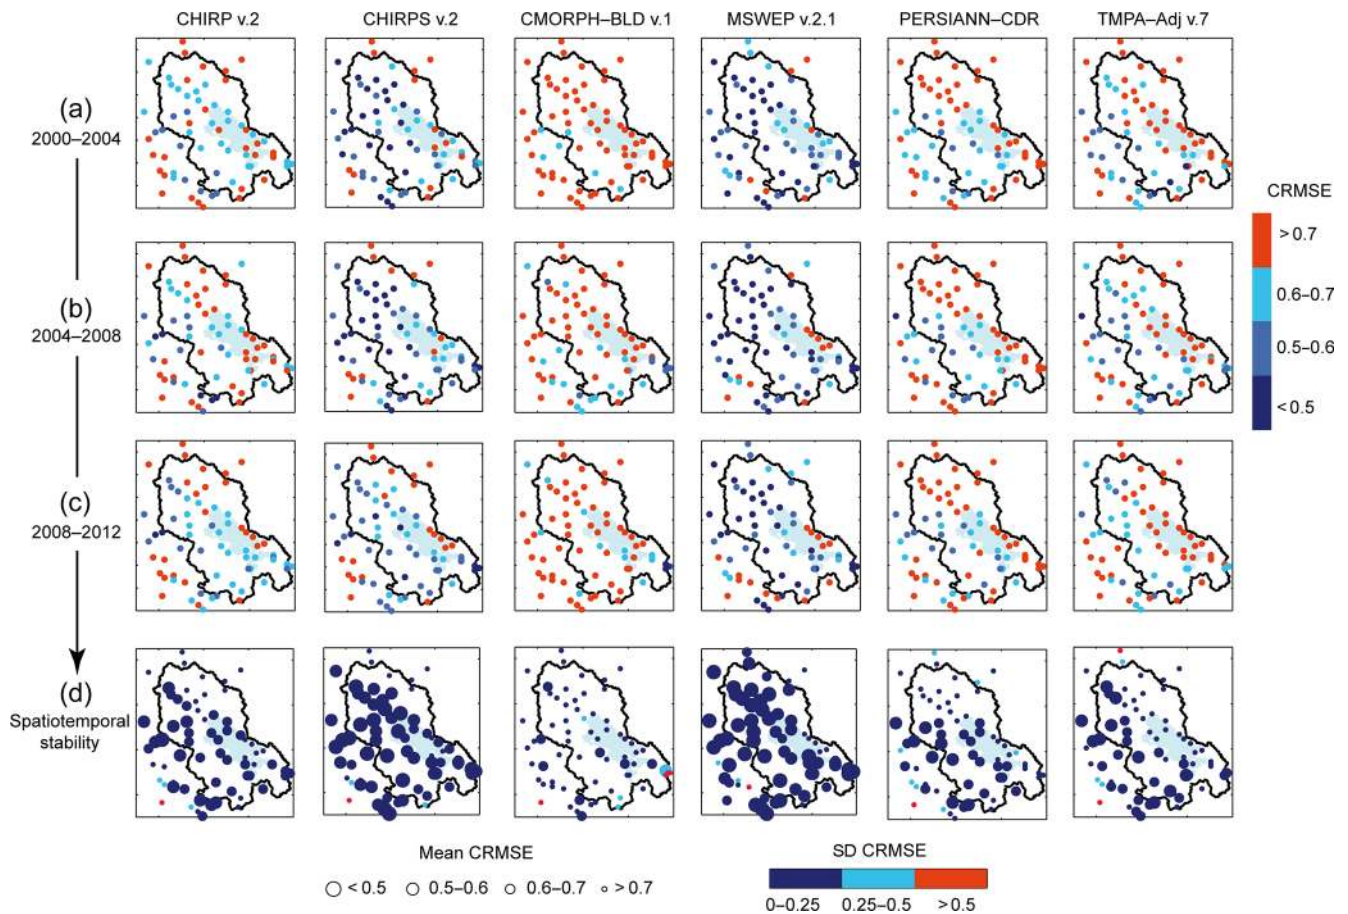 CHIRP v.2 CHIRPS v.2 CMORPH–BLD v.1 MSWEP v.2.1 PERSIANN–CDR TMPA–Adj v.7
(a)
2000–2004
CRMSE
> 0.7
0.6–0.7
0.5–0.6
< 0.5
(b)
2004–2008
(c)
2008–2012
(d)
Spatiotemporal
stability
Mean CRMSE
< 0.5 0.5–0.6 0.6–0.7 > 0.7
SD CRMSE
0–0.25 0.25–0.5 > 0.5